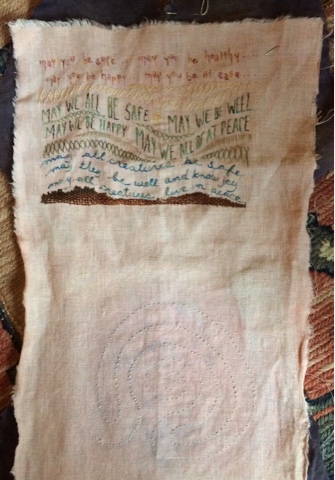 may you be safe may you be healthy....
may you be happy may you be at ease....
MAY WE ALL BE SAFE MAY WE BE WELL
MAY WE BE HAPPY MAY WE ALL BE AT PEACE
may all creatures be safe
may they be well and know joy
may all creatures live in peace